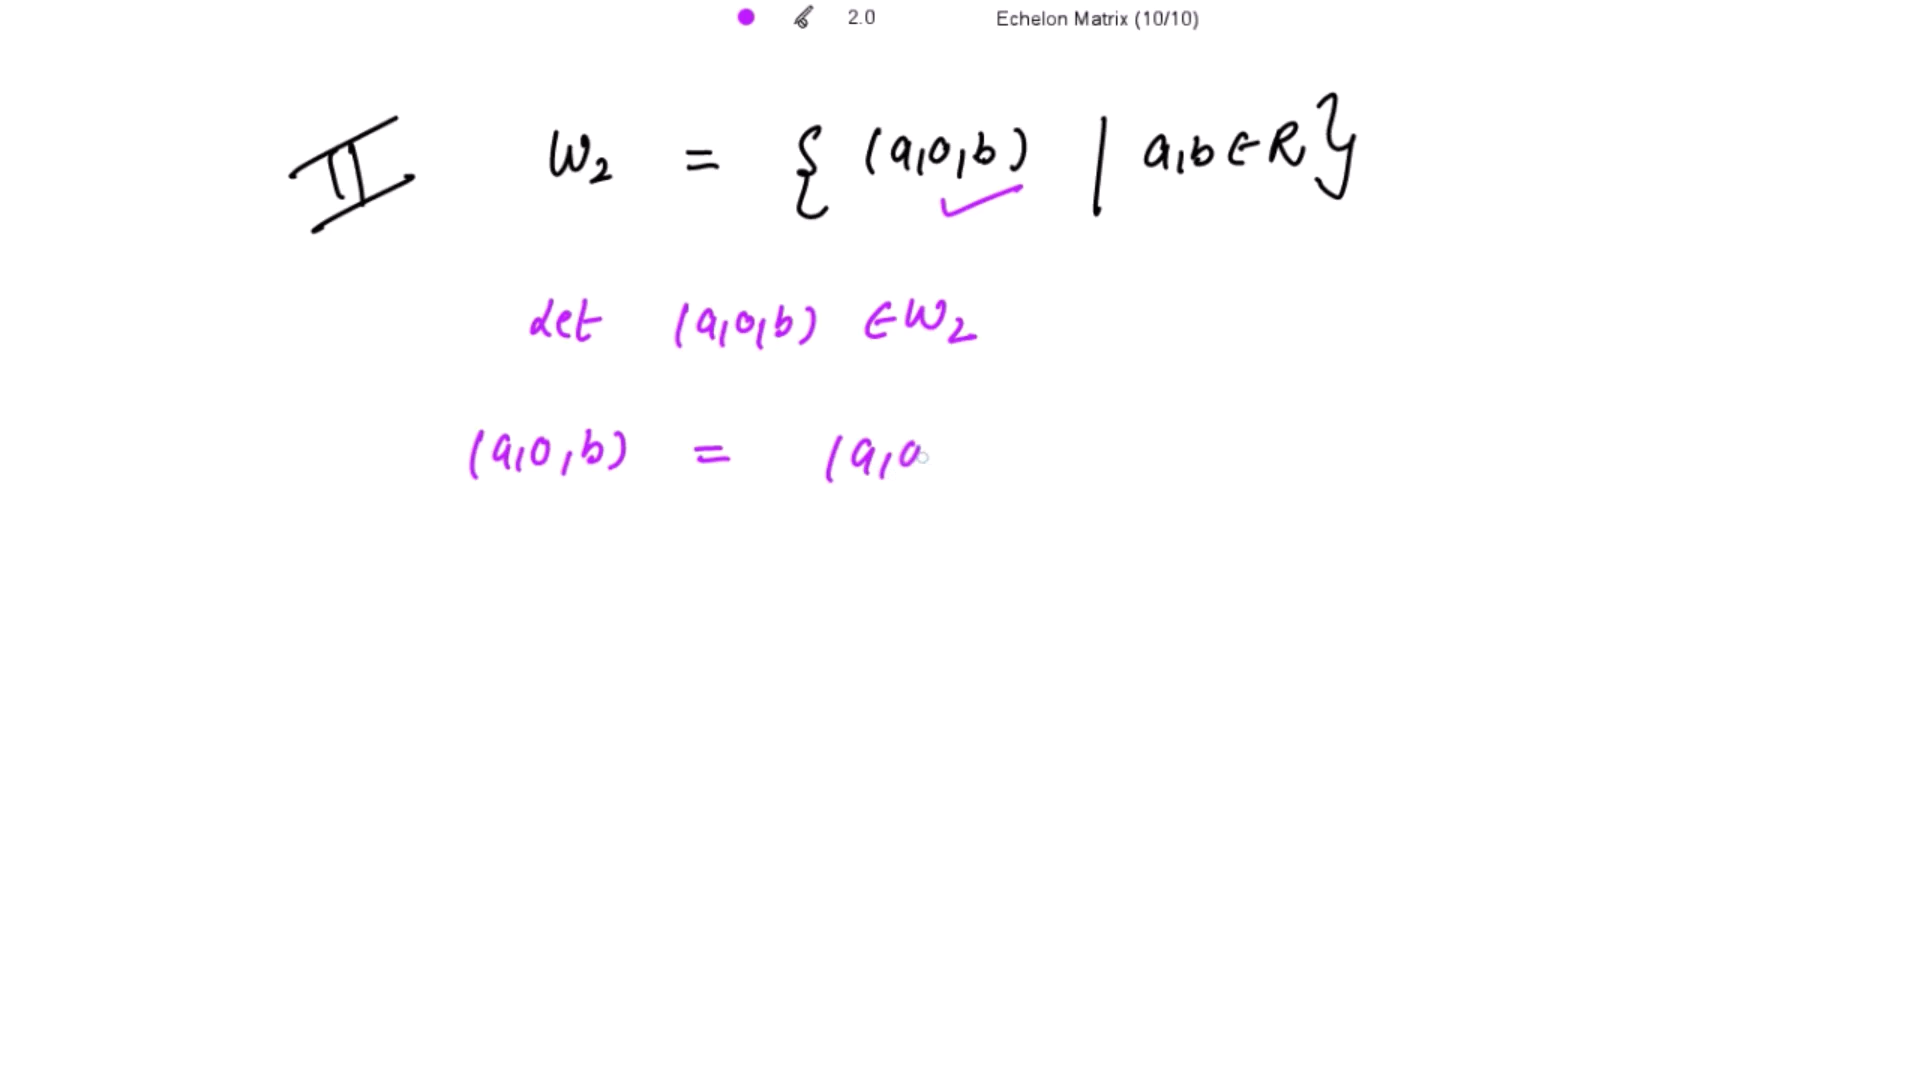 2.0 Echelon Matrix (10/10)
II W₂ = { (a,0,b) | a,b ∈ R }
Let (a,0,b) ∈ W₂
(a,0,b) = (a,0